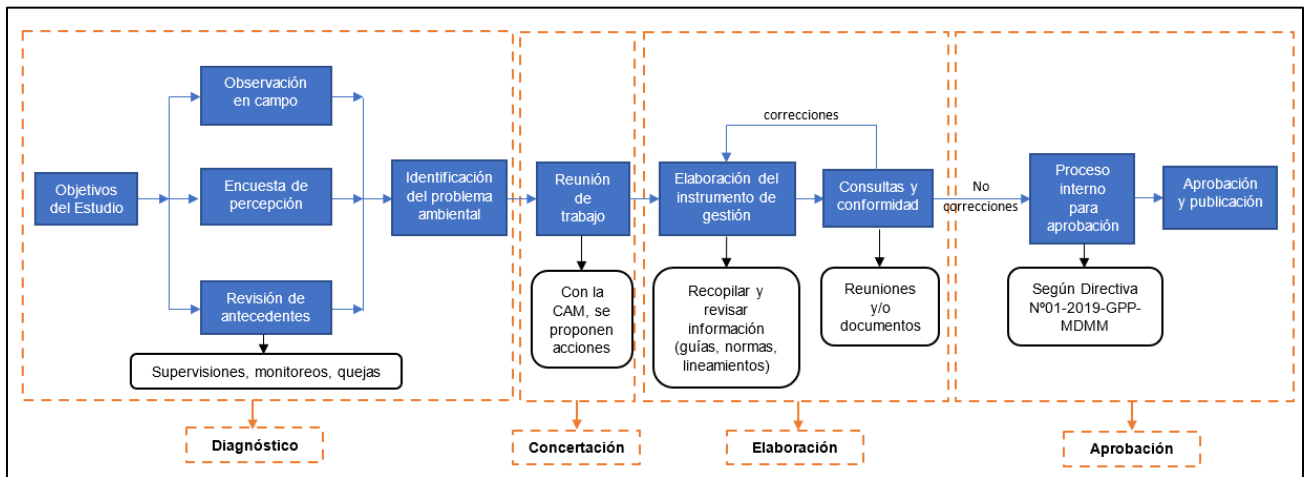 Objetivos
del Estudio
Observación
en campo
Encuesta de
percepción
Revisión de
antecedentes
Supervisiones, monitoreos, quejas
Identificación
del problema
ambiental
Diagnóstico
Reunión
de
trabajo
Con la
CAM, se
proponen
acciones
Concertación
correcciones
Elaboración del
instrumento de
gestión
Recopilar y
revisar
información
(guías, normas,
lineamientos)
Consultas y
conformidad
Reuniones
y/o
documentos
Elaboración
No
correcciones
Proceso
interno
para
aprobación
Según Directiva
Nº01-2019-GPP-
MDMM
Aprobación
y publicación
Aprobación